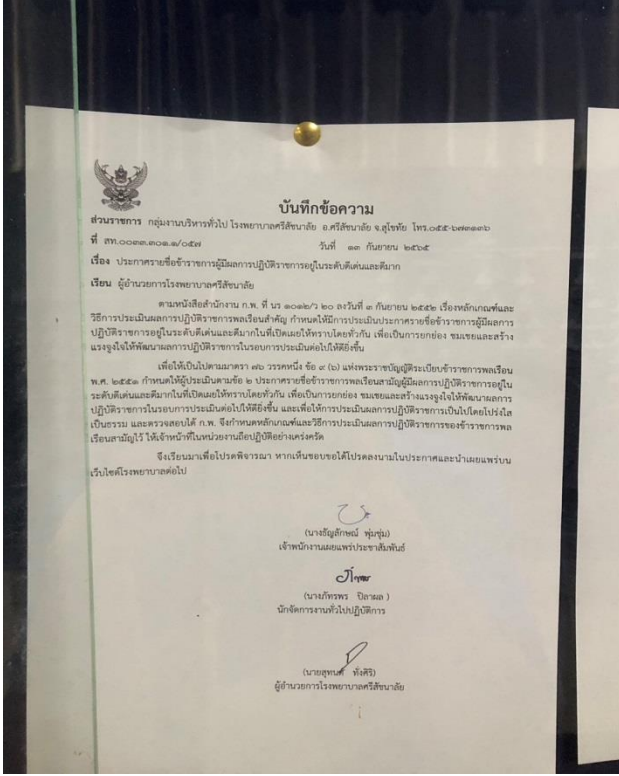 บันทึกข้อความ
ส่วนราชการ กลุ่มงานบริหารทั่วไป โรงพยาบาลศรีสัชนาลัย อ.ศรีสัชนาลัย จ.สุโขทัย โทร.๐๕๕-๖๗๓๑๓๖
ที่ สท.๐๐๓๓.๓๐๑.๑/๐๕๗ วันที่ ๑๓ กันยายน ๒๕๖๕
เรื่อง ประกาศรายชื่อข้าราชการผู้มีผลการปฏิบัติราชการอยู่ในระดับดีเด่นและดีมาก
เรียน ผู้อำนวยการโรงพยาบาลศรีสัชนาลัย
ตามหนังสือสำนักงาน ก.พ. ที่ นร ๑๐๑๒/ว ๒๐ ลงวันที่ ๓ กันยายน ๒๕๕๒ เรื่องหลักเกณฑ์และ
วิธีการประเมินผลการปฏิบัติราชการพลเรือนสำคัญ กำหนดให้มีการประเมินประกาศรายชื่อข้าราชการผู้มีผลการ
ปฏิบัติราชการอยู่ในระดับดีเด่นและดีมากในที่เปิดเผยให้ทราบโดยทั่วกัน เพื่อเป็นการยกย่อง ชมเชยและสร้าง
แรงจูงใจให้พัฒนาผลการปฏิบัติราชการในรอบการประเมินต่อไปให้ดียิ่งขึ้น
เพื่อให้เป็นไปตามมาตรา ๗๖ วรรคหนึ่ง ข้อ ๙ (๖) แห่งพระราชบัญญัติระเบียบข้าราชการพลเรือน
พ.ศ. ๒๕๕๑ กำหนดให้ผู้ประเมินตามข้อ ๒ ประกาศรายชื่อข้าราชการพลเรือนสามัญผู้มีผลการปฏิบัติราชการอยู่ใน
ระดับดีเด่นและดีมากในที่เปิดเผยให้ทราบโดยทั่วกัน เพื่อเป็นการยกย่อง ชมเชยและสร้างแรงจูงใจให้พัฒนาผลการ
ปฏิบัติราชการในรอบการประเมินต่อไปให้ดียิ่งขึ้น และเพื่อให้การประเมินผลการปฏิบัติราชการเป็นไปโดยโปร่งใส
เป็นธรรม และตรวจสอบได้ ก.พ. จึงกำหนดหลักเกณฑ์และวิธีการประเมินผลการปฏิบัติราชการของข้าราชการพล
เรือนสามัญไว้ ให้เจ้าหน้าที่ในหน่วยงานถือปฏิบัติอย่างเคร่งครัด
จึงเรียนมาเพื่อโปรดพิจารณา หากเห็นชอบขอได้โปรดลงนามในประกาศและนำเผยแพร่บน
เว็บไซต์โรงพยาบาลต่อไป
(นางธัญลักษณ์ พุ่มชุ่ม)
เจ้าพนักงานเผยแพร่ประชาสัมพันธ์
(นางภัทรพร ปิลาผล )
นักจัดการงานทั่วไปปฏิบัติการ
(นายสุทนต์ ทั่งศิริ)
ผู้อำนวยการโรงพยาบาลศรีสัชนาลัย